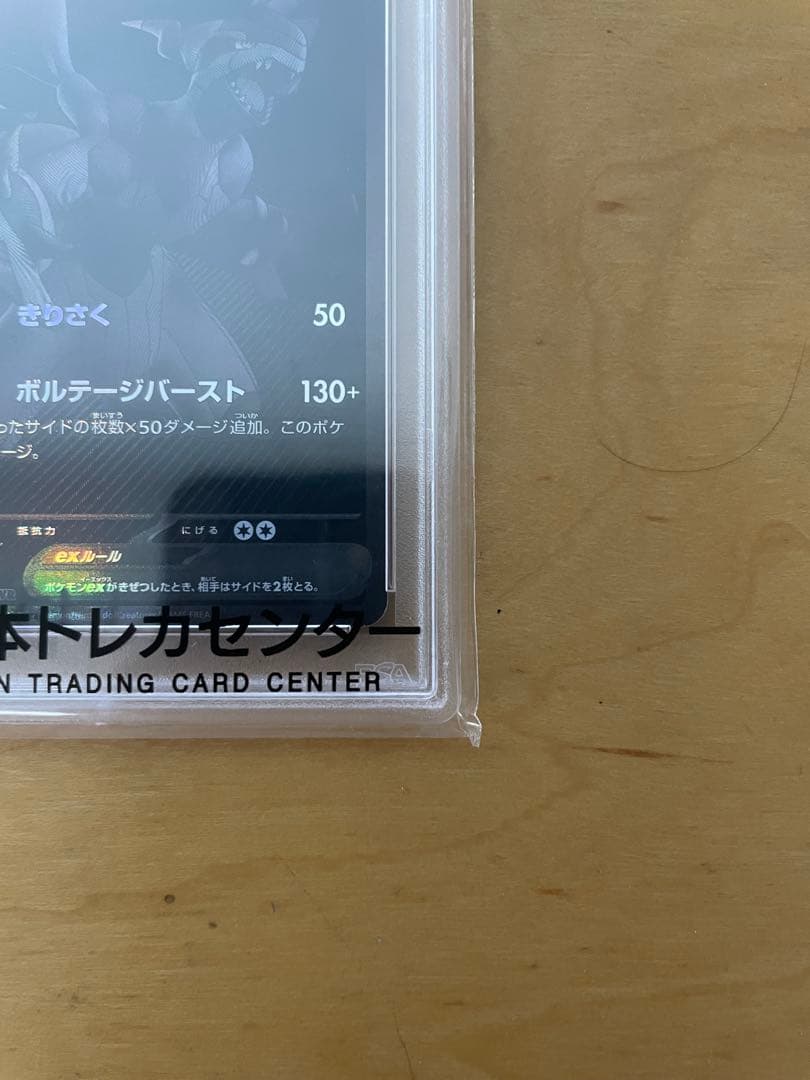 きりさく 50
ボルテージバースト 130+
ったサイドの枚数×50ダメージ追加。このポケ
ージ。
抵抗力 にげる
exルール
ポケモンexがきぜつしたとき、相手はサイドを2枚とる。
本トレカセンター
N TRADING CARD CENTER
PSA